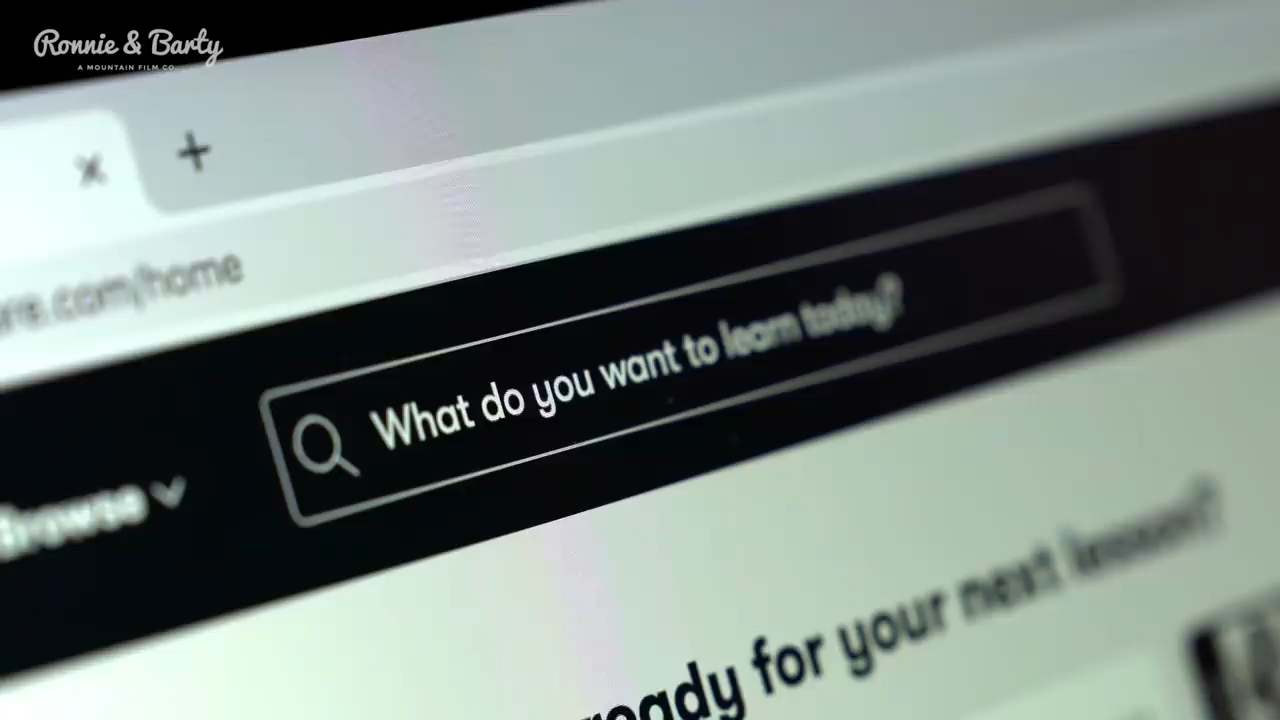 Ronnie & Barty
A MOUNTAIN FILM CO.
re.com/home
What do you want to learn today?
Browse
ready for your next lesson?